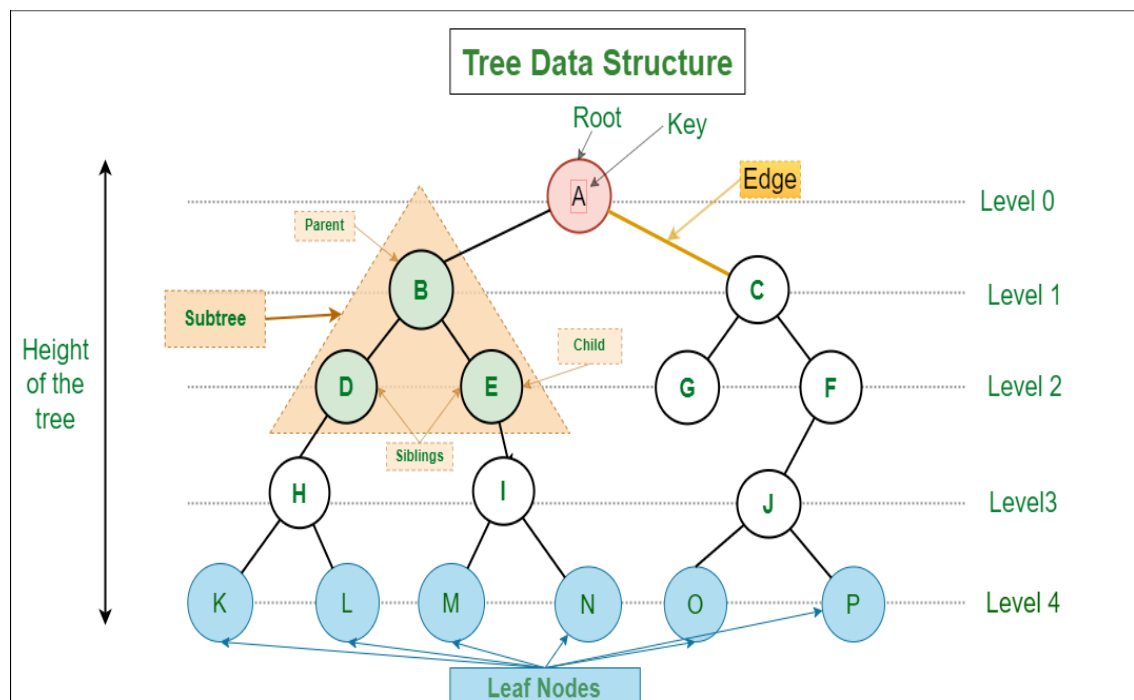 Tree Data Structure
Root
Key
A
Edge
Level 0
Parent
B
C
Level 1
Subtree
Height
of the
tree
Child
D
E
G
F
Level 2
Siblings
H
I
J
Level3
K
L
M
N
O
P
Level 4
Leaf Nodes